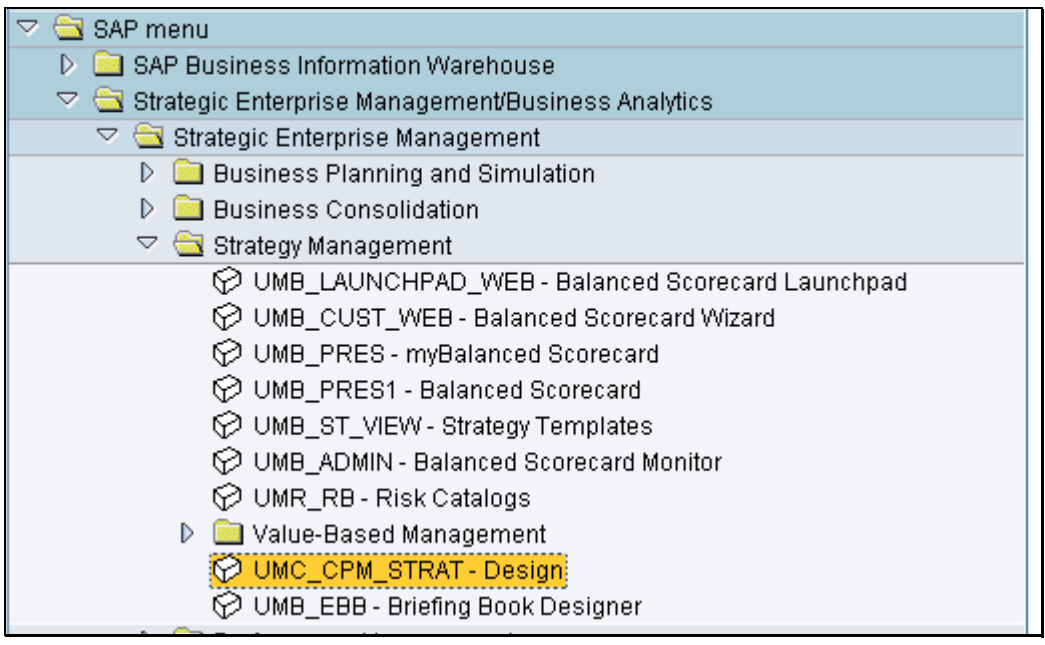 SAP menu
SAP Business Information Warehouse
Strategic Enterprise Management/Business Analytics
Strategic Enterprise Management
Business Planning and Simulation
Business Consolidation
Strategy Management
UMB_LAUNCHPAD_WEB - Balanced Scorecard Launchpad
UMB_CUST_WEB - Balanced Scorecard Wizard
UMB_PRES - myBalanced Scorecard
UMB_PRES1 - Balanced Scorecard
UMB_ST_VIEW - Strategy Templates
UMB_ADMIN - Balanced Scorecard Monitor
UMR_RB - Risk Catalogs
Value-Based Management
UMC_CPM_STRAT - Design
UMB_EBB - Briefing Book Designer